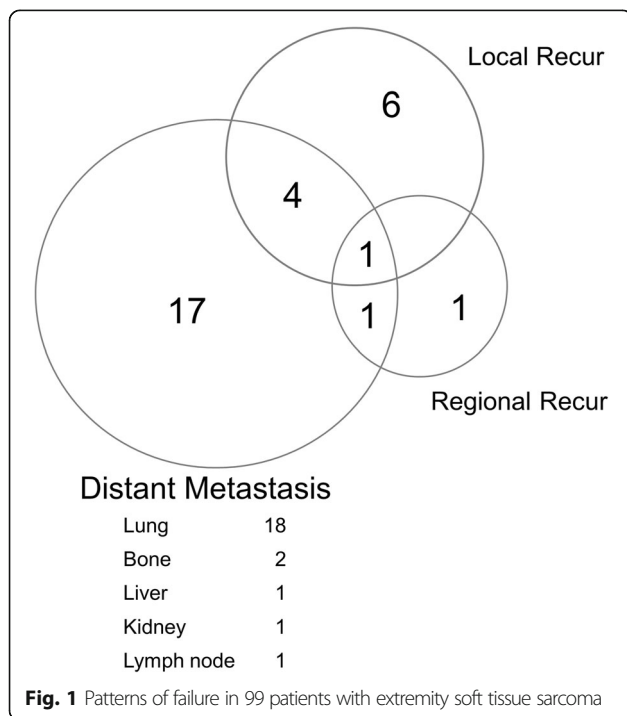 Local Recur
6
4
1
17
1
1
Regional Recur
Distant Metastasis
Lung 18
Bone 2
Liver 1
Kidney 1
Lymph node 1
Fig. 1 Patterns of failure in 99 patients with extremity soft tissue sarcoma